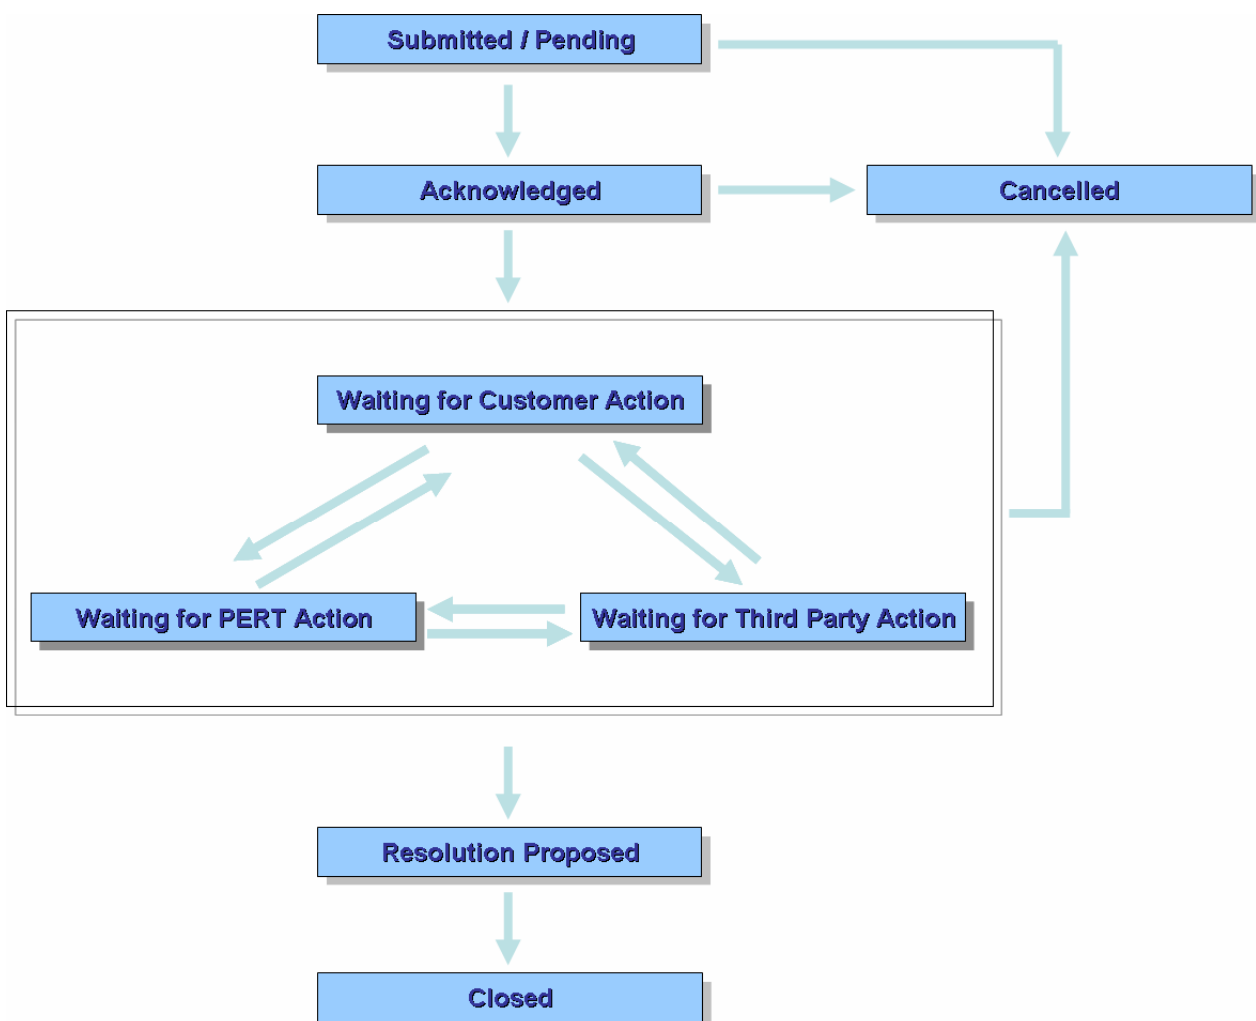 Submitted / Pending
Acknowledged
Cancelled
Waiting for Customer Action
Waiting for PERT Action
Waiting for Third Party Action
Resolution Proposed
Closed